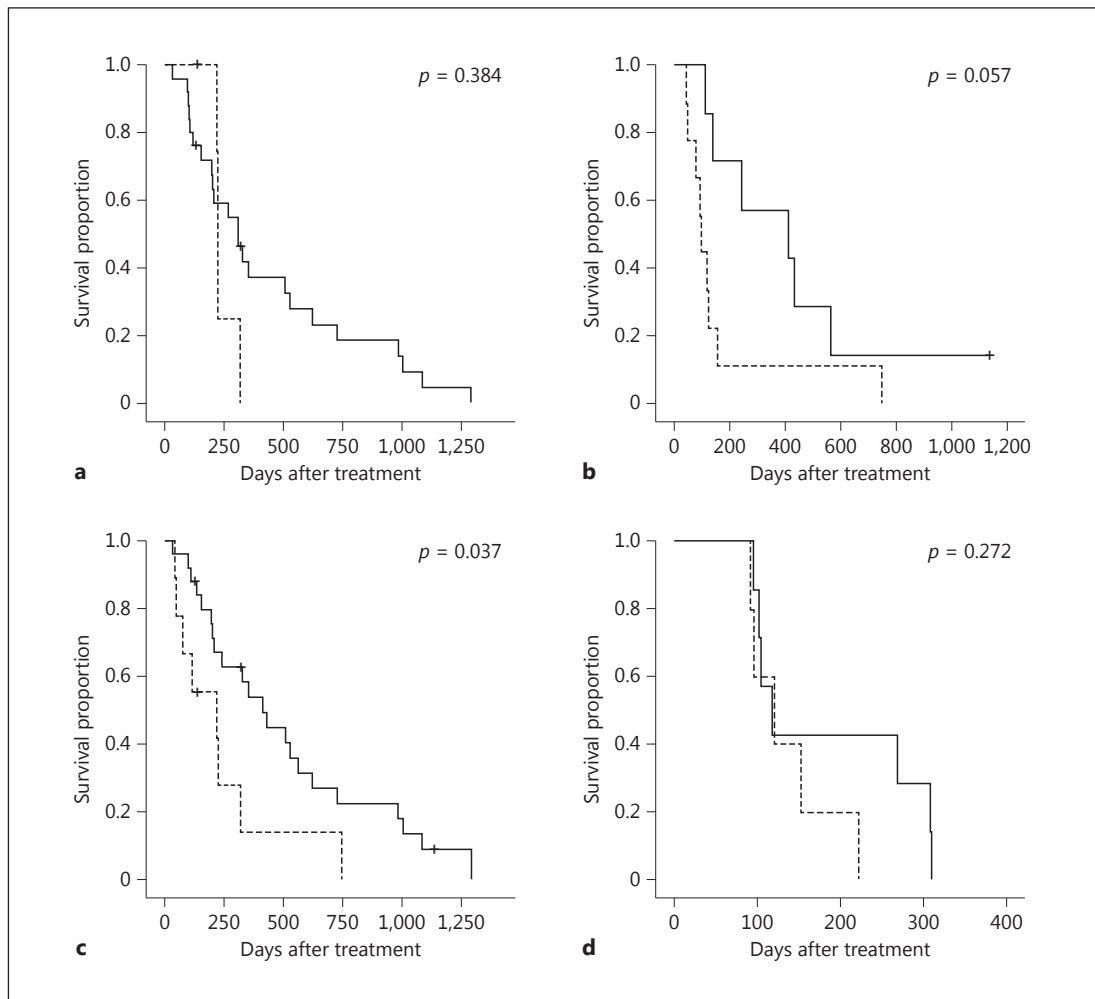 p = 0.384
1.0
0.8
0.6
0.4
0.2
0
Survival proportion
0 250 500 750 1,000 1,250
Days after treatment
a
p = 0.057
1.0
0.8
0.6
0.4
0.2
0
Survival proportion
0 200 400 600 800 1,000 1,200
Days after treatment
b
p = 0.037
1.0
0.8
0.6
0.4
0.2
0
Survival proportion
0 250 500 750 1,000 1,250
Days after treatment
c
p = 0.272
1.0
0.8
0.6
0.4
0.2
0
Survival proportion
0 100 200 300 400
Days after treatment
d